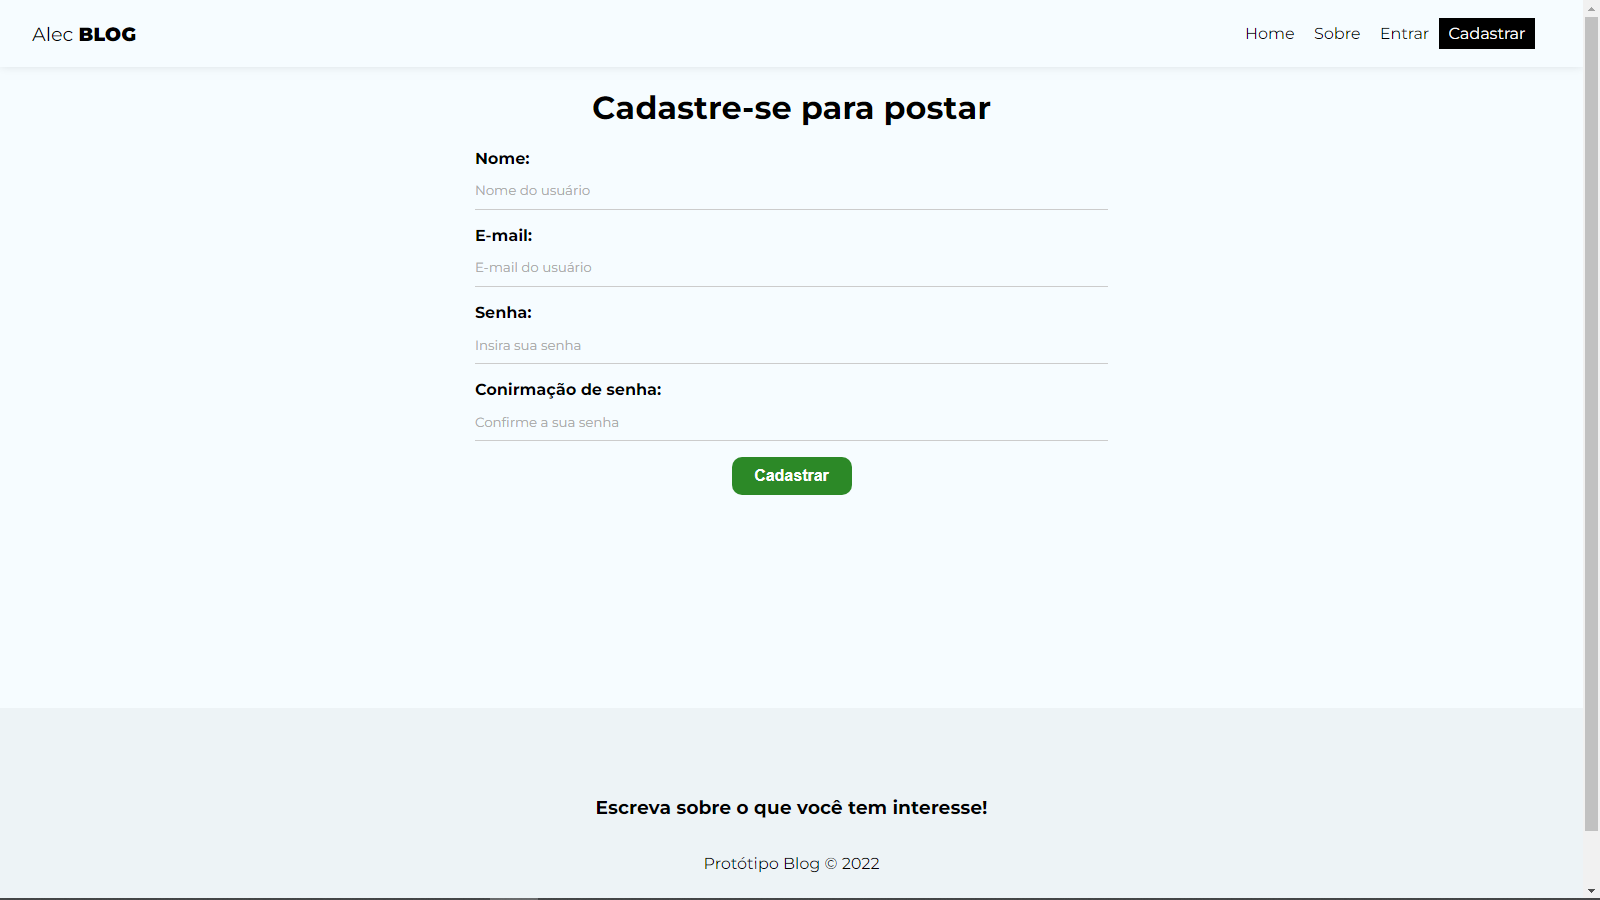 Alec BLOG
Home Sobre Entrar Cadastrar
Cadastre-se para postar
Nome:
Nome do usuário
E-mail:
E-mail do usuário
Senha:
Insira sua senha
Conirmação de senha:
Confirme a sua senha
Cadastrar
Escreva sobre o que você tem interesse!
Protótipo Blog © 2022